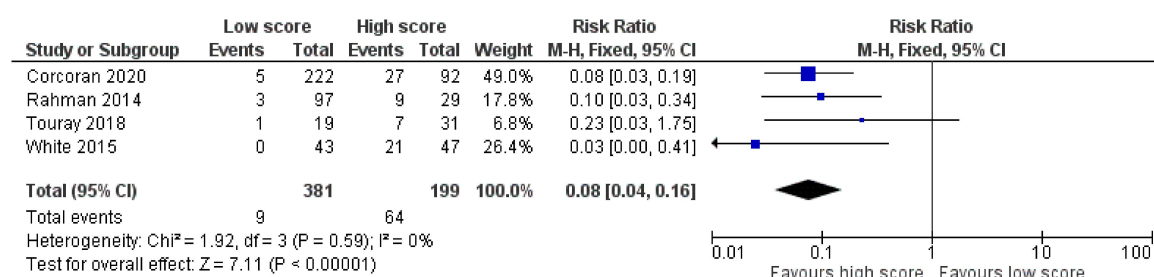 Low score High score Risk Ratio Risk Ratio
Study or Subgroup Events Total Events Total Weight M-H, Fixed, 95% CI M-H, Fixed, 95% CI
Corcoran 2020 5 222 27 92 49.0% 0.08 [0.03, 0.19]
Rahman 2014 3 97 9 29 17.8% 0.10 [0.03, 0.34]
Touray 2018 1 19 7 31 6.8% 0.23 [0.03, 1.75]
White 2015 0 43 21 47 26.4% 0.03 [0.00, 0.41]
Total (95% CI) 381 199 100.0% 0.08 [0.04, 0.16]
Total events 9 64
Heterogeneity: Chi² = 1.92, df = 3 (P = 0.59); I² = 0%
Test for overall effect: Z = 7.11 (P < 0.00001)
0.01 0.1 1 10 100
Favours high score Favours low score